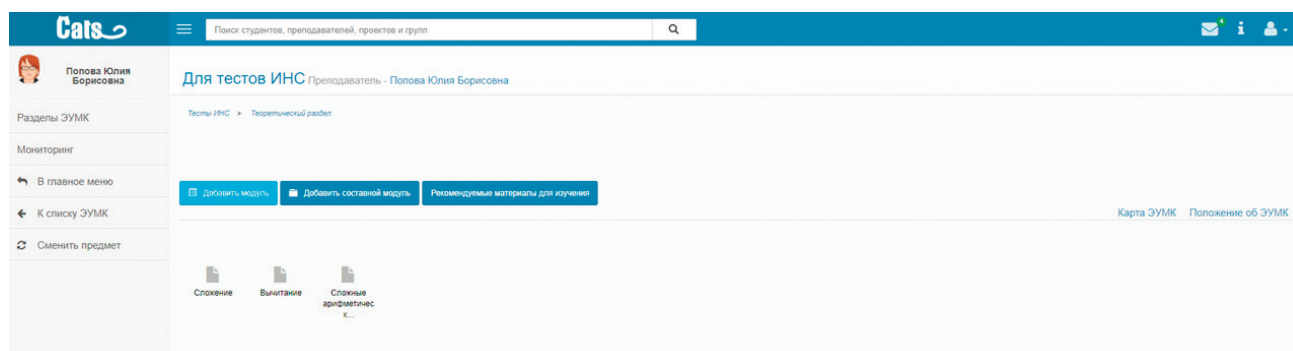 Cats
Поиск студентов, преподавателей, проектов и групп
4
Попова Юлия
Борисовна
Для тестов ИНС Преподаватель - Попова Юлия Борисовна
Разделы ЭУМК
Тесты ИНС > Теоретический раздел
Мониторинг
В главное меню
Добавить модуль
Добавить составной модуль
Рекомендуемые материалы для изучения
К списку ЭУМК
Карта ЭУМК Положение об ЭУМК
Сменить предмет
Сложение
Вычитание
Сложные
арифметичес
к...